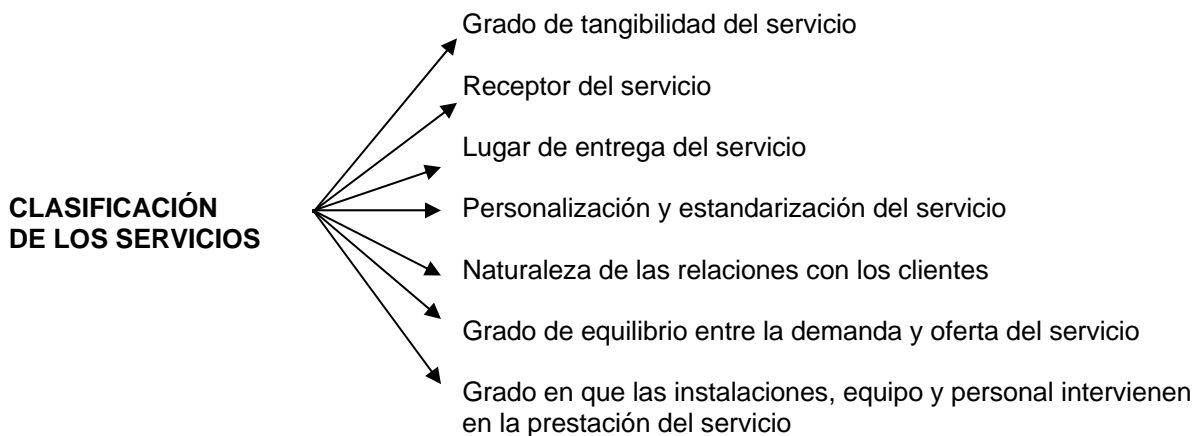 Grado de tangibilidad del servicio
Receptor del servicio
Lugar de entrega del servicio
CLASIFICACIÓN
DE LOS SERVICIOS
Personalización y estandarización del servicio
Naturaleza de las relaciones con los clientes
Grado de equilibrio entre la demanda y oferta del servicio
Grado en que las instalaciones, equipo y personal intervienen
en la prestación del servicio